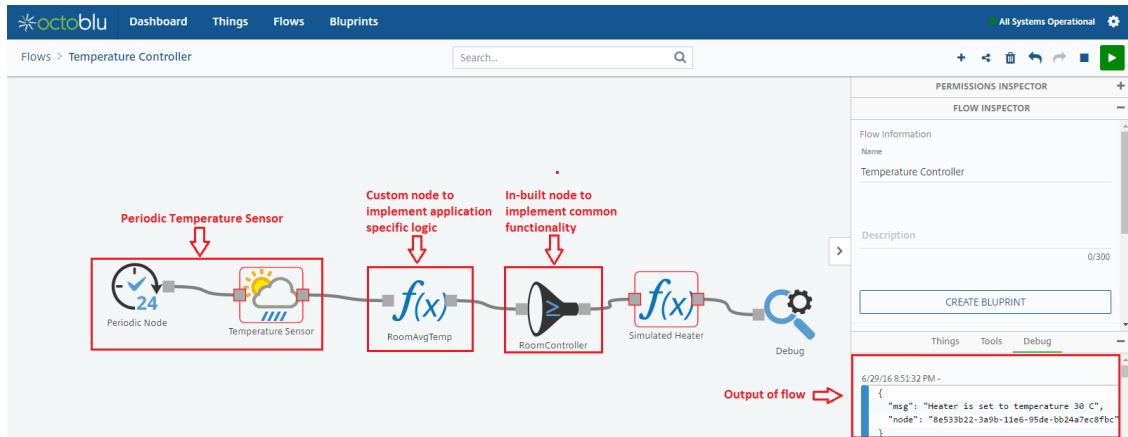 octoblu Dashboard Things Flows Bluprints All Systems Operational
Flows > Temperature Controller Search...
PERMISSIONS INSPECTOR +
FLOW INSPECTOR −
Flow Information
Name
Temperature Controller
Description
0/300
CREATE BLUPRINT
Periodic Temperature Sensor
Custom node to
implement application
specific logic
In-built node to
implement common
functionality
24
Periodic Node
Temperature Sensor
f(x)
RoomAvgTemp
≥
RoomController
f(x)
Simulated Heater
Debug
Things Tools Debug −
Output of flow
6/29/16 8:51:32 PM -
{
"msg": "Heater is set to temperature 30 C",
"node": "8e533b22-3a9b-11e6-95de-bb24a7ec8fbc"
}